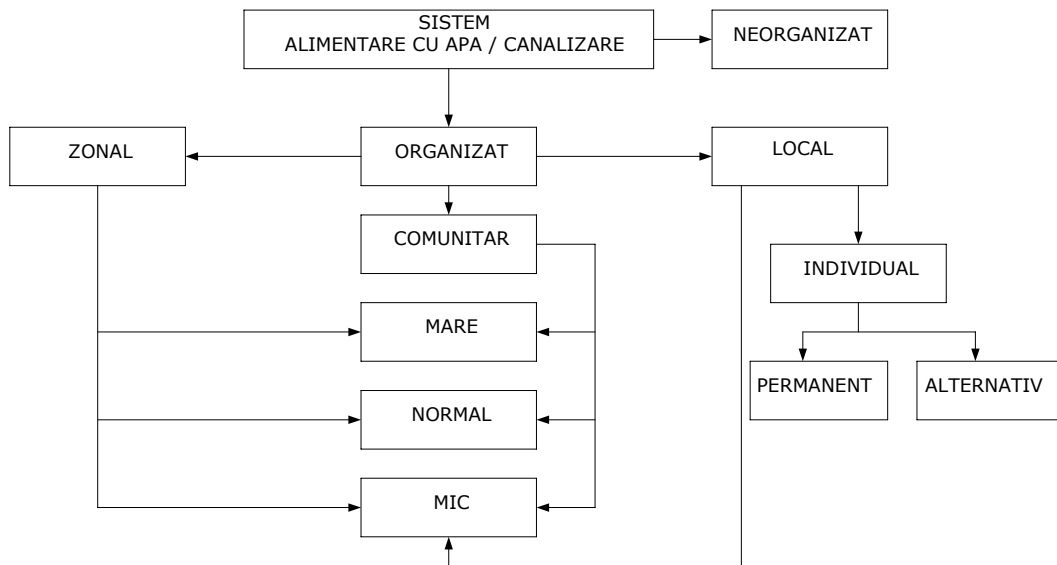 SISTEM
ALIMENTARE CU APA / CANALIZARE
NEORGANIZAT
ZONAL
ORGANIZAT
LOCAL
COMUNITAR
INDIVIDUAL
MARE
PERMANENT
ALTERNATIV
NORMAL
MIC